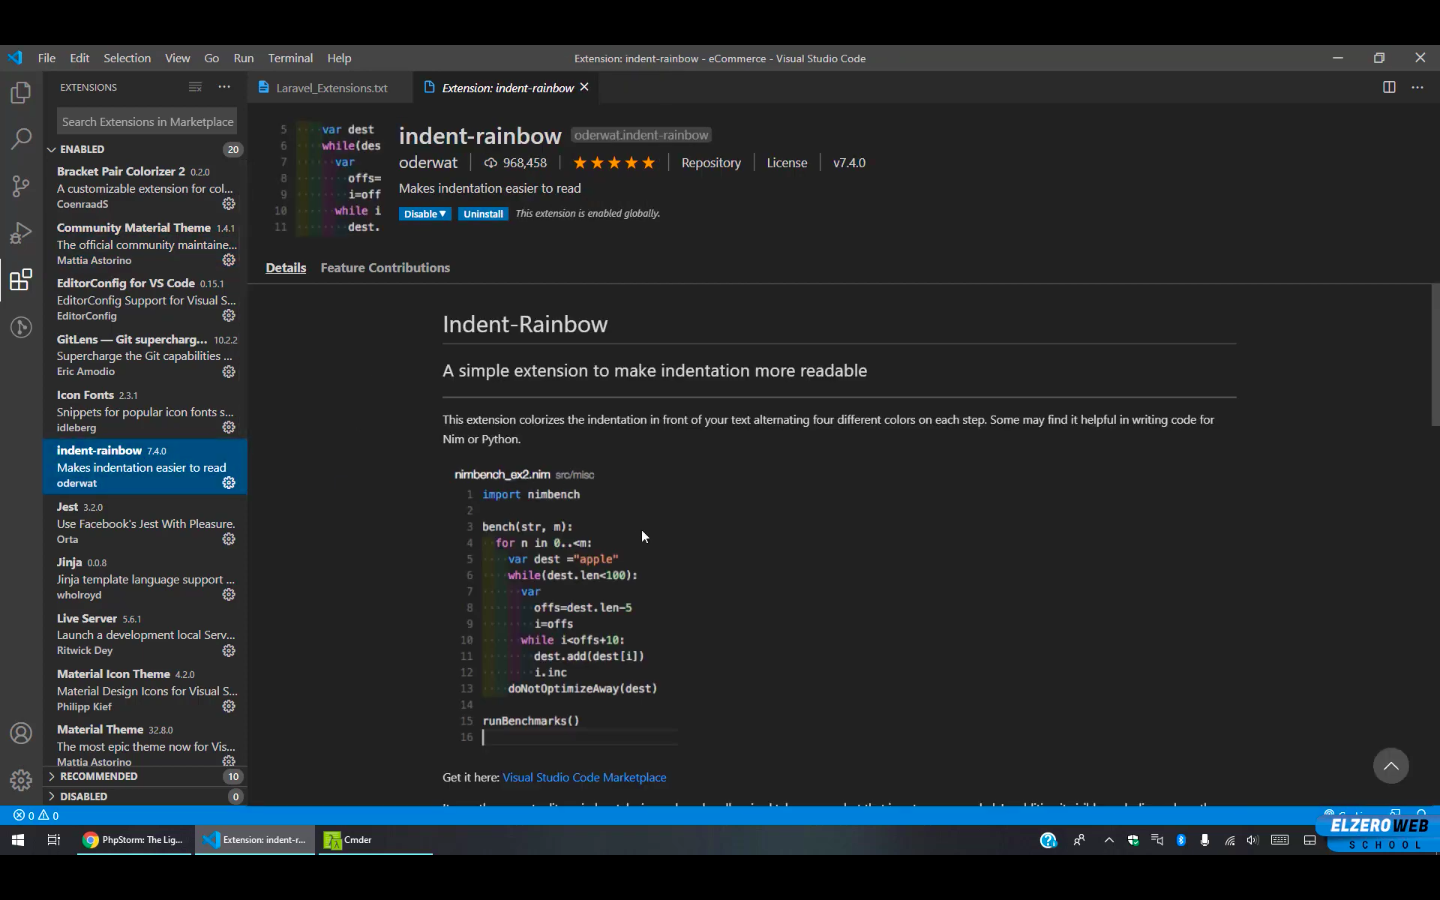 File Edit Selection View Go Run Terminal Help
Extension: indent-rainbow - eCommerce - Visual Studio Code
EXTENSIONS
Laravel_Extensions.txt
Extension: indent-rainbow
Search Extensions in Marketplace
ENABLED 20
Bracket Pair Colorizer 2 0.2.0
A customizable extension for col...
CoenraadS
Community Material Theme 1.4.1
The official community maintaine...
Mattia Astorino
EditorConfig for VS Code 0.15.1
EditorConfig Support for Visual S...
EditorConfig
GitLens — Git supercharg... 10.2.2
Supercharge the Git capabilities ...
Eric Amodio
Icon Fonts 2.3.1
Snippets for popular icon fonts s...
idleberg
indent-rainbow 7.4.0
Makes indentation easier to read
oderwat
Jest 3.2.0
Use Facebook's Jest With Pleasure.
Orta
Jinja 0.0.8
Jinja template language support ...
wholroyd
Live Server 5.6.1
Launch a development local Serv...
Ritwick Dey
Material Icon Theme 4.2.0
Material Design Icons for Visual S...
Philipp Kief
Material Theme 32.8.0
The most epic theme now for Vis...
Mattia Astorino
RECOMMENDED 10
DISABLED 0
5 var dest
6 while(des
7 var
8 offs=
9 i=off
10 while i
11 dest.
indent-rainbow oderwat.indent-rainbow
oderwat 968,458 Repository License v7.4.0
Makes indentation easier to read
Disable Uninstall This extension is enabled globally.
Details Feature Contributions
Indent-Rainbow
A simple extension to make indentation more readable
This extension colorizes the indentation in front of your text alternating four different colors on each step. Some may find it helpful in writing code for
Nim or Python.
nimbench_ex2.nim src/misc
1 import nimbench
2
3 bench(str, m):
4 for n in 0..<m:
5 var dest ="apple"
6 while(dest.len<100):
7 var
8 offs=dest.len-5
9 i=offs
10 while i<offs+10:
11 dest.add(dest[i])
12 i.inc
13 doNotOptimizeAway(dest)
14
15 runBenchmarks()
16
Get it here: Visual Studio Code Marketplace
0 0
PhpStorm: The Lig...
Extension: indent-r...
Cmder
ELZERO WEB
SCHOOL